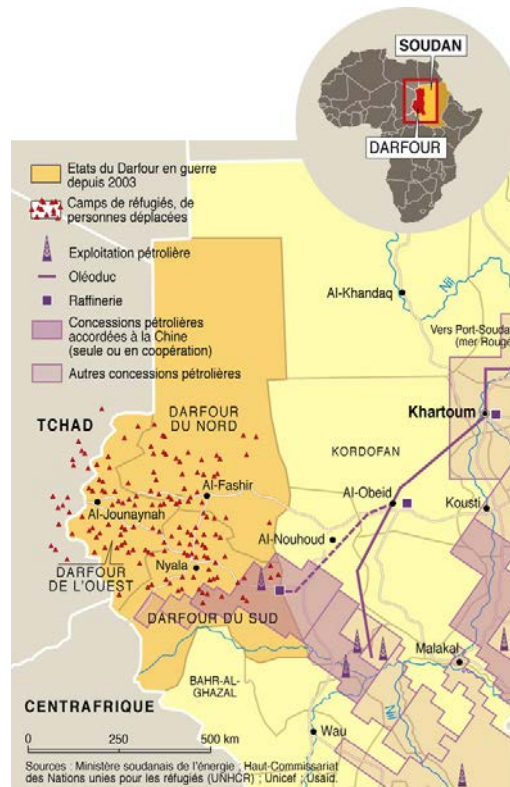 SOUDAN
DARFOUR
Etats du Darfour en guerre
depuis 2003
Camps de réfugiés, de
personnes déplacées
Exploitation pétrolière
Oléoduc
Raffinerie
Concessions pétrolières
accordées à la Chine
(seule ou en coopération)
Autres concessions pétrolières
Nil
Al-Khandaq
Vers Port-Souda
(mer Rouge)
Khartoum
TCHAD
DARFOUR
DU NORD
KORDOFAN
Al-Fashir
Al-Obeid
Kousti
Al-Jounaynah
Al-Nouhoud
DARFOUR
DE L'OUEST
Nyala
DARFOUR DU SUD
Malakal
BAHR-AL-
GHAZAL
CENTRAFRIQUE
Nil
Wau
0 250 500 km
Sources : Ministère soudanais de l'énergie ; Haut-Commissariat
des Nations unies pour les réfugiés (UNHCR) ; Unicef ; Usaid.